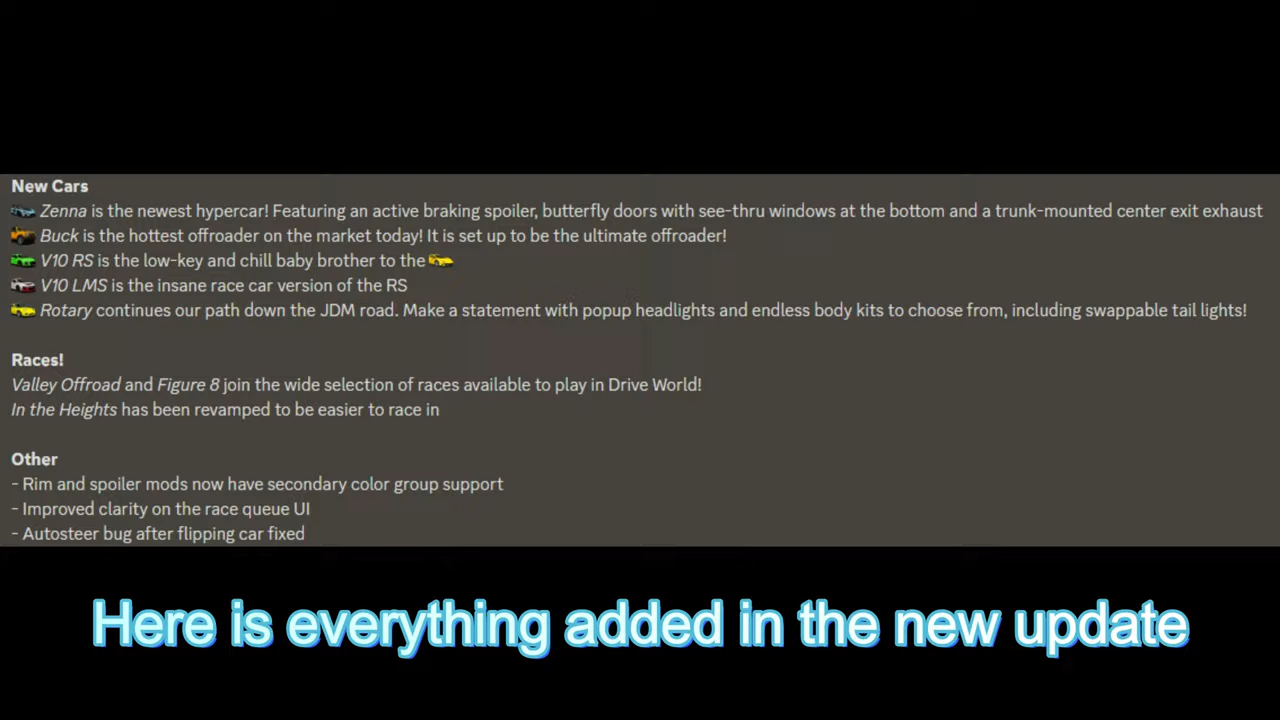 New Cars
Zenna is the newest hypercar! Featuring an active braking spoiler, butterfly doors with see-thru windows at the bottom and a trunk-mounted center exit exhaust
Buck is the hottest offroader on the market today! It is set up to be the ultimate offroader!
V10 RS is the low-key and chill baby brother to the
V10 LMS is the insane race car version of the RS
Rotary continues our path down the JDM road. Make a statement with popup headlights and endless body kits to choose from, including swappable tail lights!
Races!
Valley Offroad and Figure 8 join the wide selection of races available to play in Drive World!
In the Heights has been revamped to be easier to race in
Other
- Rim and spoiler mods now have secondary color group support
- Improved clarity on the race queue UI
- Autosteer bug after flipping car fixed
Here is everything added in the new update